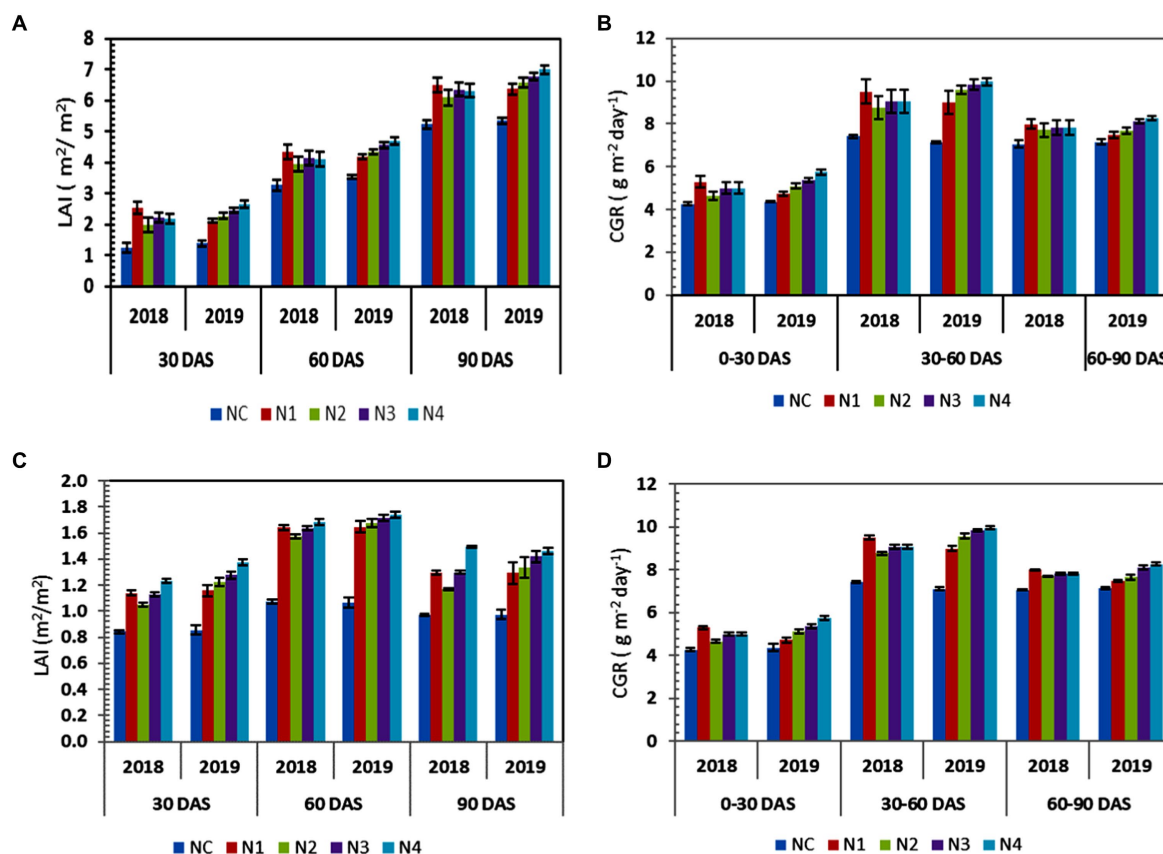 A
LAI ( m²/ m²)
8
7
6
5
4
3
2
1
0
2018 2019 2018 2019 2018 2019
30 DAS 60 DAS 90 DAS
NC N1 N2 N3 N4
B
CGR ( g m⁻² day⁻¹)
12
10
8
6
4
2
0
2018 2019 2018 2019 2018 2019
0-30 DAS 30-60 DAS 60-90 DAS
NC N1 N2 N3 N4
C
LAI (m²/m²)
2.0
1.8
1.6
1.4
1.2
1.0
0.8
0.6
0.4
0.2
0.0
2018 2019 2018 2019 2018 2019
30 DAS 60 DAS 90 DAS
NC N1 N2 N3 N4
D
CGR ( g m⁻² day⁻¹)
12
10
8
6
4
2
0
2018 2019 2018 2019 2018 2019
0-30 DAS 30-60 DAS 60-90 DAS
NC N1 N2 N3 N4